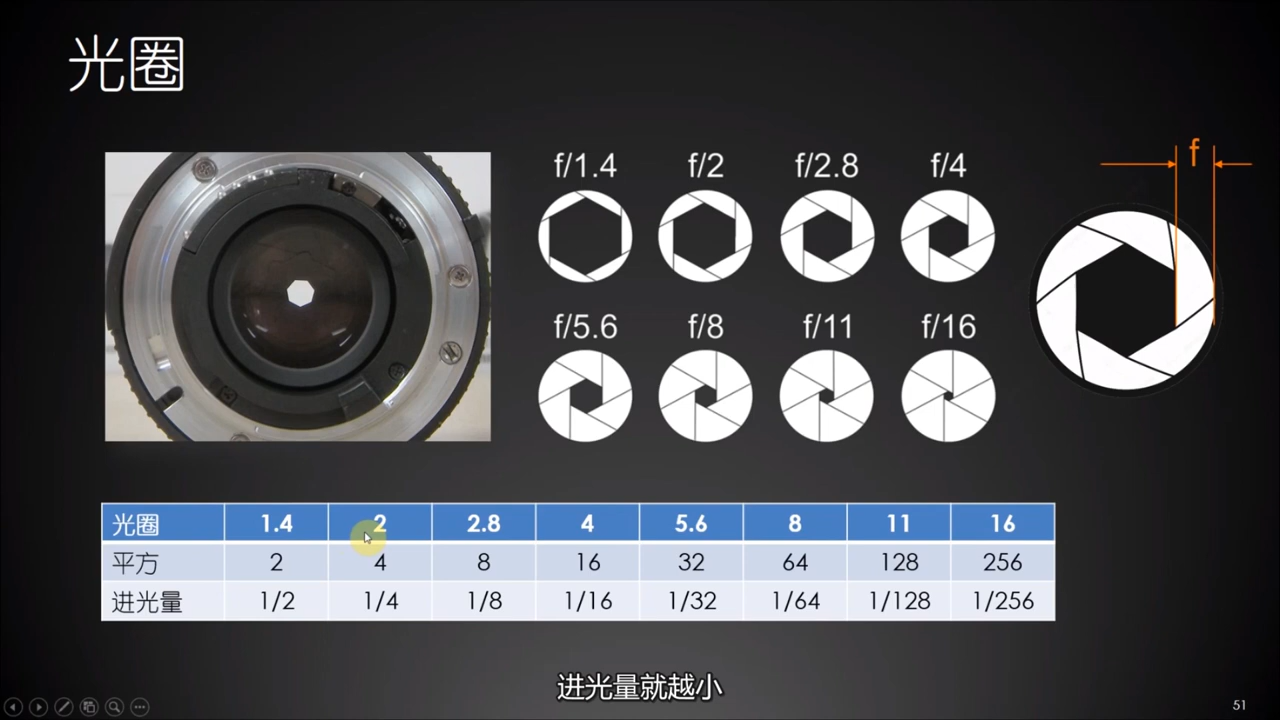 光圈
f/1.4 f/2 f/2.8 f/4
f
f/5.6 f/8 f/11 f/16
光圈 1.4 2 2.8 4 5.6 8 11 16
平方 2 4 8 16 32 64 128 256
进光量 1/2 1/4 1/8 1/16 1/32 1/64 1/128 1/256
进光量就越小
51